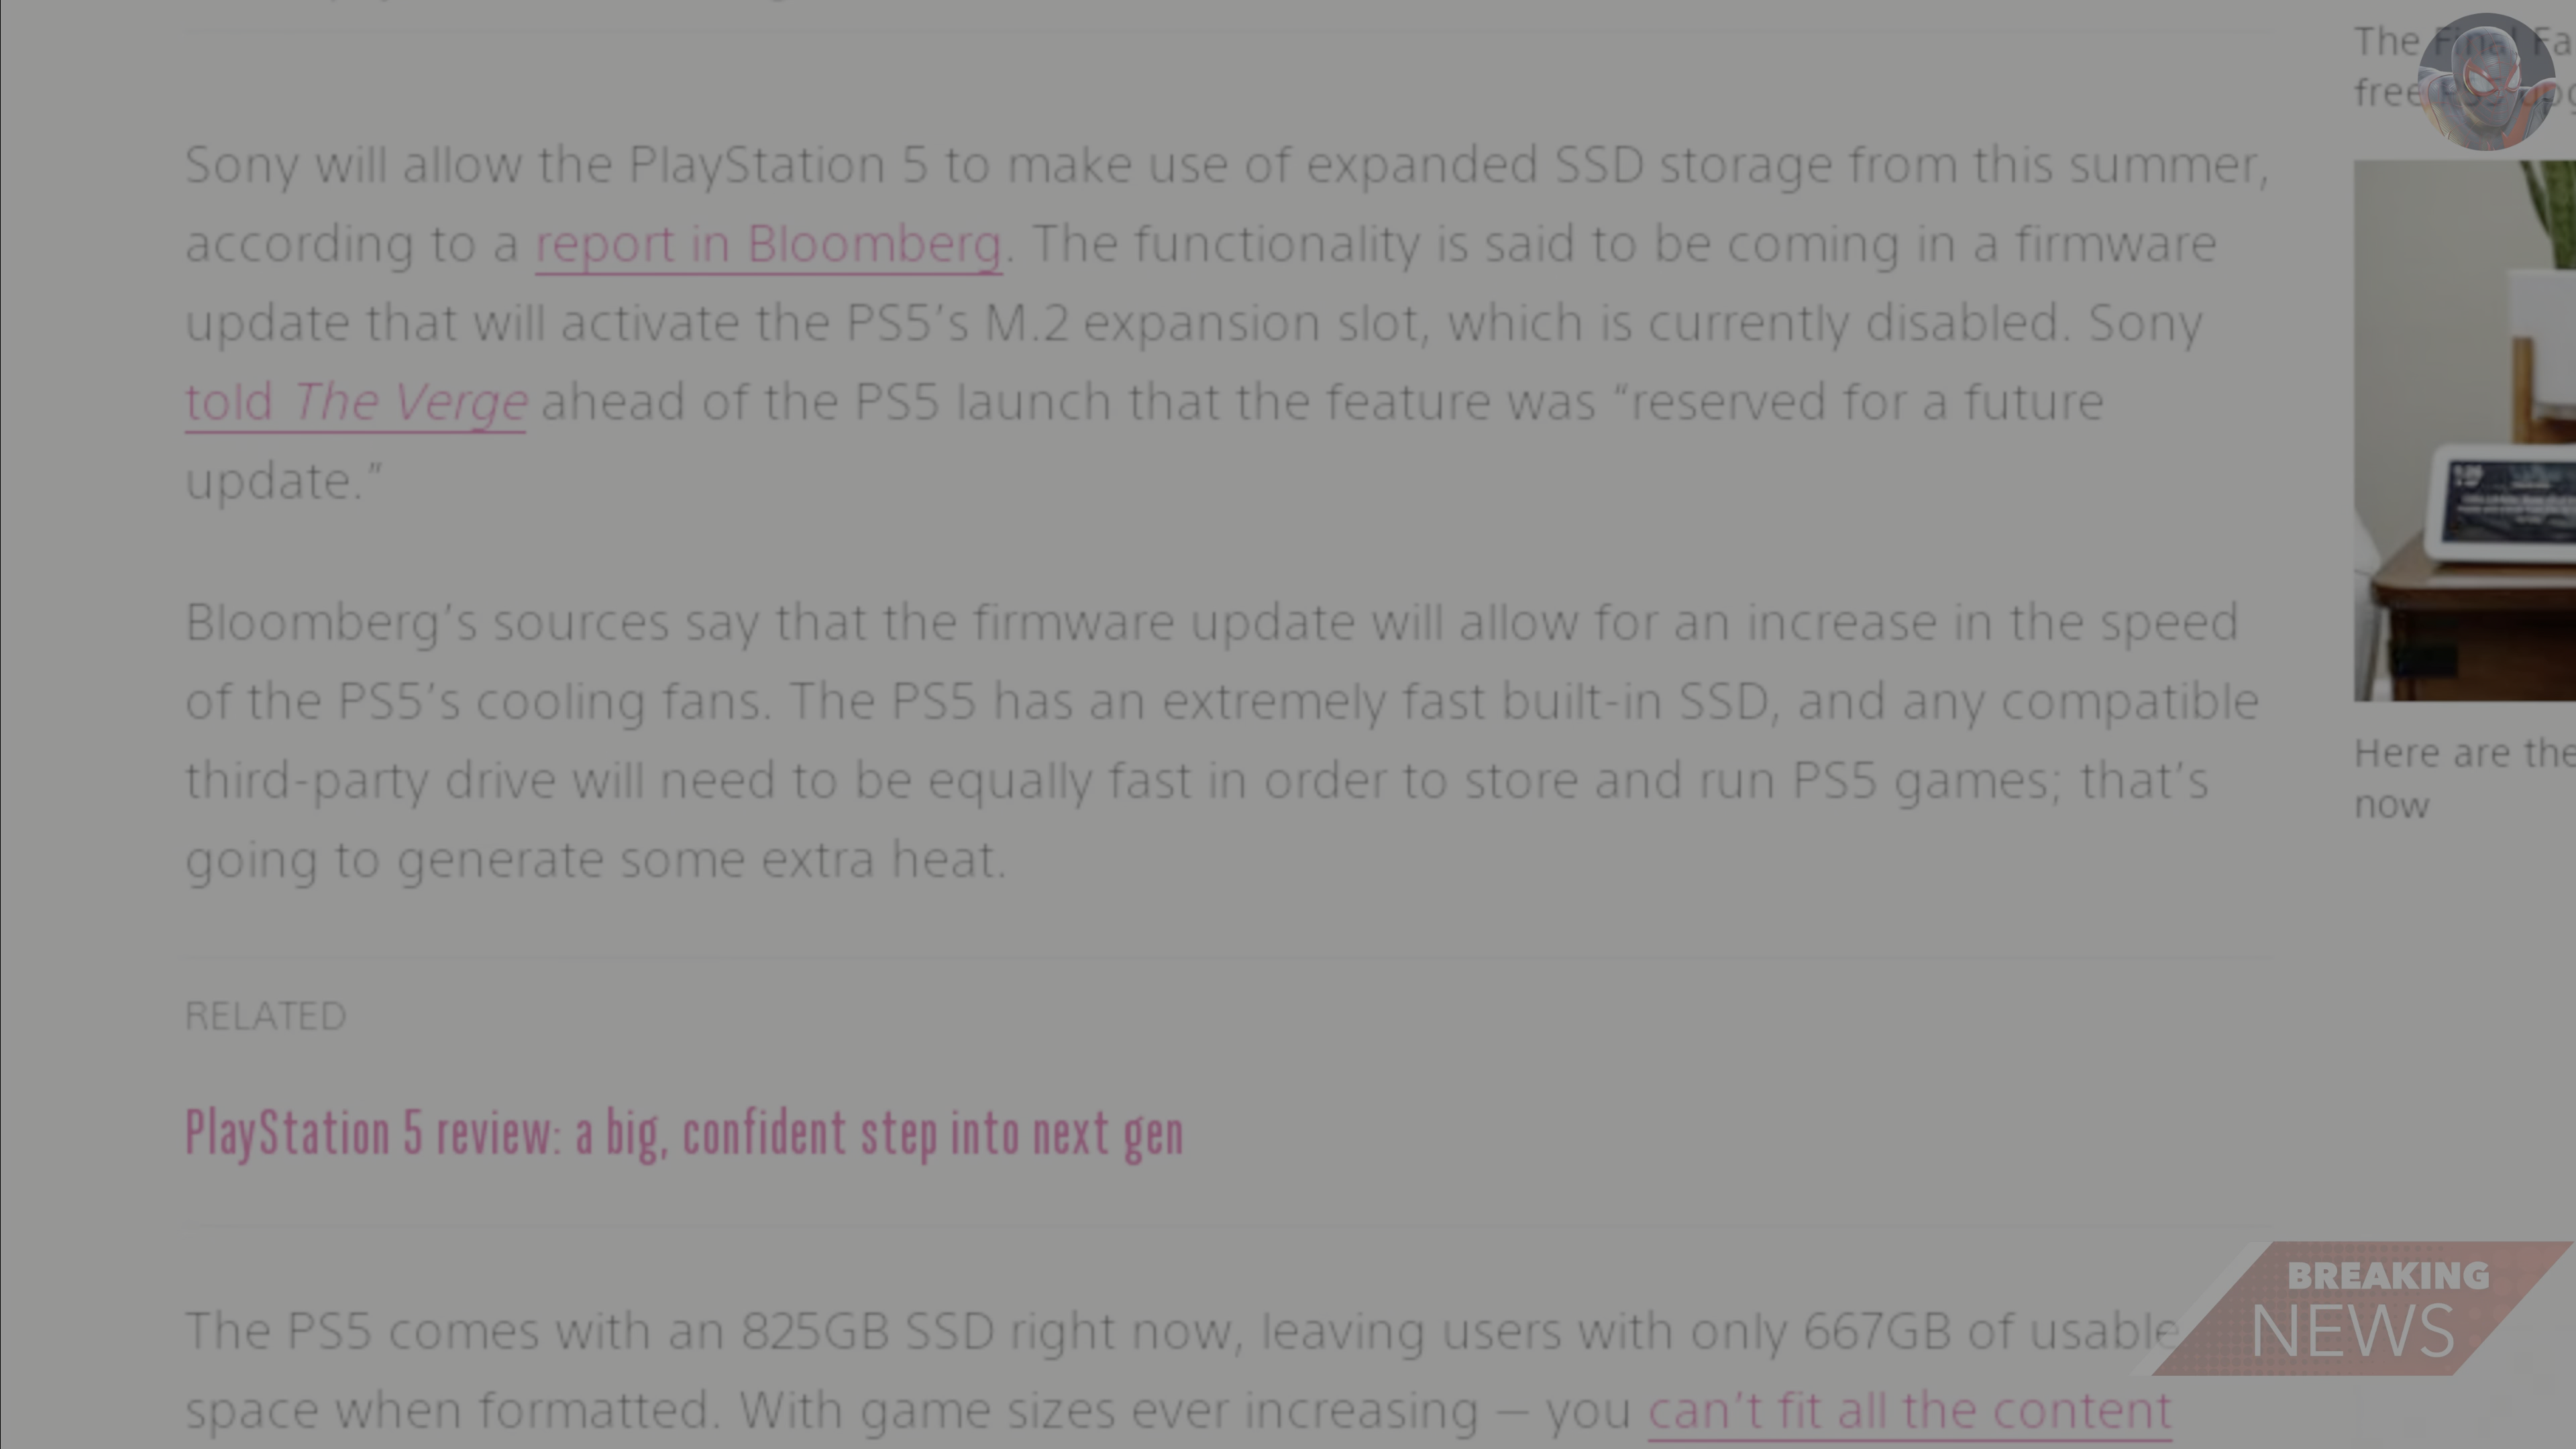 Sony will allow the PlayStation 5 to make use of expanded SSD storage from this summer,
according to a report in Bloomberg. The functionality is said to be coming in a firmware
update that will activate the PS5’s M.2 expansion slot, which is currently disabled. Sony
told The Verge ahead of the PS5 launch that the feature was “reserved for a future
update.”
Bloomberg’s sources say that the firmware update will allow for an increase in the speed
of the PS5’s cooling fans. The PS5 has an extremely fast built-in SSD, and any compatible
third-party drive will need to be equally fast in order to store and run PS5 games; that’s
going to generate some extra heat.
RELATED
PlayStation 5 review: a big, confident step into next gen
The PS5 comes with an 825GB SSD right now, leaving users with only 667GB of usable
space when formatted. With game sizes ever increasing — you can’t fit all the content
The Final Fa
free PS5 upg
Here are the
now
BREAKING
NEWS